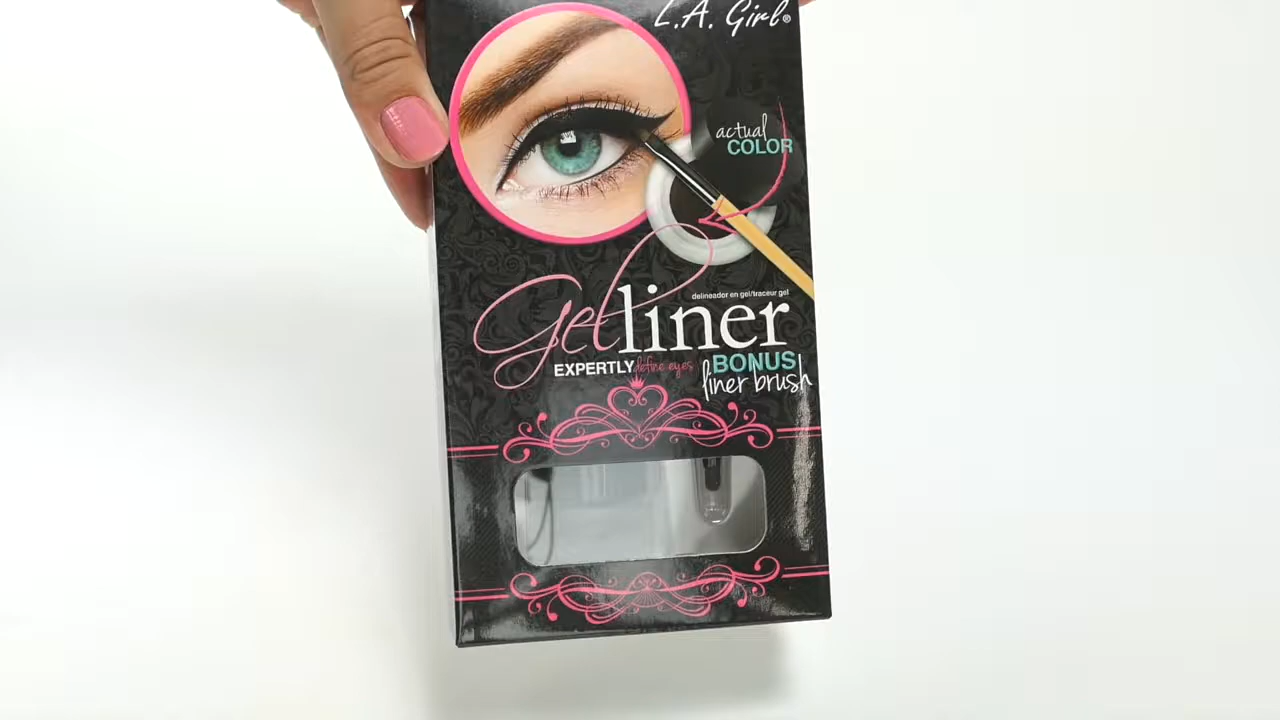 L.A. Girl®
actual
COLOR
delineador en gel/traceur gel
Gel liner
EXPERTLY define eyes
BONUS
liner brush